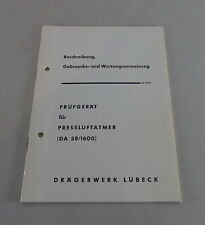 Beschreibung,
Gebrauchs- und Wartungsanweisung
PRÜFGERÄT
für
PRESSLUFTATMER
(DA 58/1600)
DRÄGERWERK LÜBECK